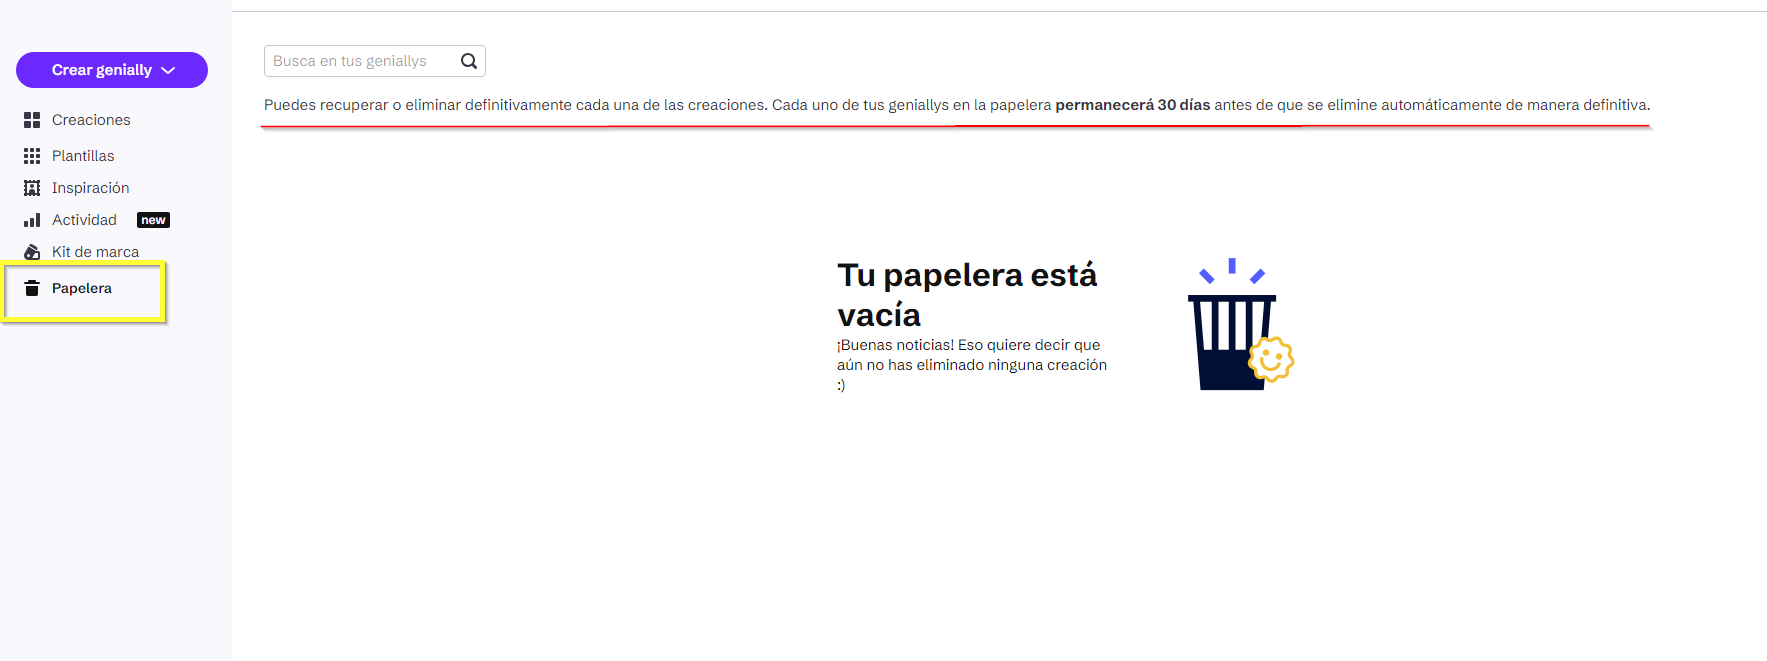 Crear genially
Creaciones
Plantillas
Inspiración
Actividad new
Kit de marca
Papelera
Busca en tus geniallys
Puedes recuperar o eliminar definitivamente cada una de las creaciones. Cada uno de tus geniallys en la papelera permanecerá 30 días antes de que se elimine automáticamente de manera definitiva.
Tu papelera está
vacía
¡Buenas noticias! Eso quiere decir que
aún no has eliminado ninguna creación
:)